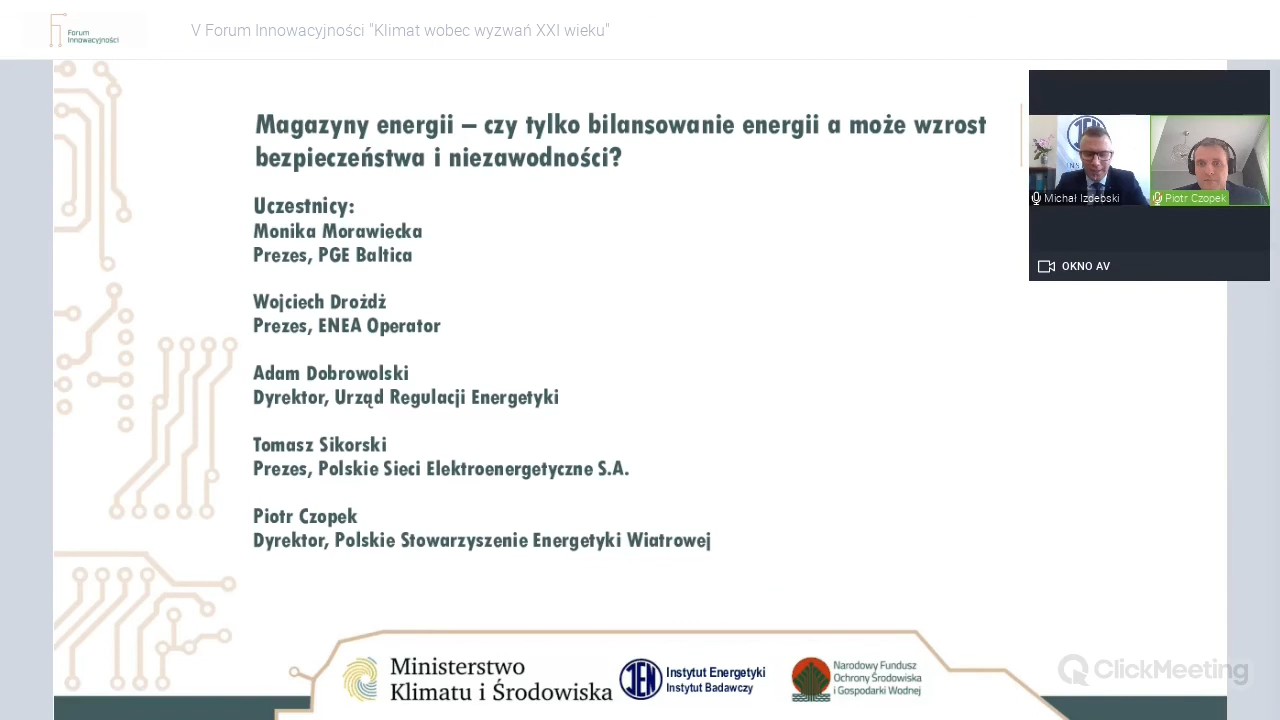 Forum
Innowacyjności
V Forum Innowacyjności "Klimat wobec wyzwań XXI wieku"
Magazyny energii – czy tylko bilansowanie energii a może wzrost
bezpieczeństwa i niezawodności?
Uczestnicy:
Monika Morawiecka
Prezes, PGE Baltica
Wojciech Drożdż
Prezes, ENEA Operator
Adam Dobrowolski
Dyrektor, Urząd Regulacji Energetyki
Tomasz Sikorski
Prezes, Polskie Sieci Elektroenergetyczne S.A.
Piotr Czopek
Dyrektor, Polskie Stowarzyszenie Energetyki Wiatrowej
IEN
Michał Izdebski
Piotr Czopek
OKNO AV
Ministerstwo
Klimatu i Środowiska
IEN
Instytut Energetyki
Instytut Badawczy
Narodowy Fundusz
Ochrony Środowiska
i Gospodarki Wodnej
ClickMeeting